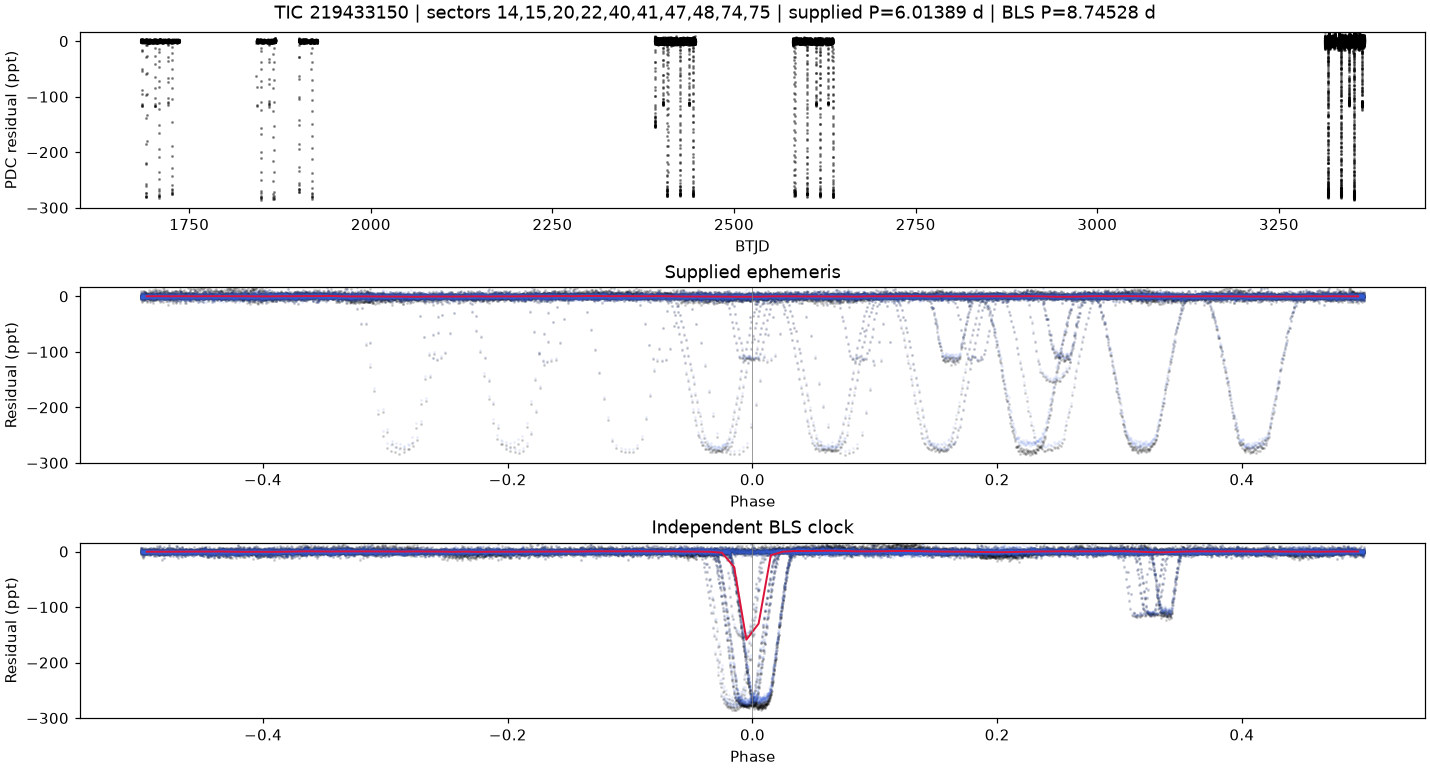 TIC 219433150 | sectors 14,15,20,22,40,41,47,48,74,75 | supplied P=6.01389 d | BLS P=8.74528 d
0
−100
−200
−300
PDC residual (ppt)
1750 2000 2250 2500 2750 3000 3250
BTJD
Supplied ephemeris
0
−100
−200
−300
Residual (ppt)
−0.4 −0.2 0.0 0.2 0.4
Phase
Independent BLS clock
0
−100
−200
−300
Residual (ppt)
−0.4 −0.2 0.0 0.2 0.4
Phase